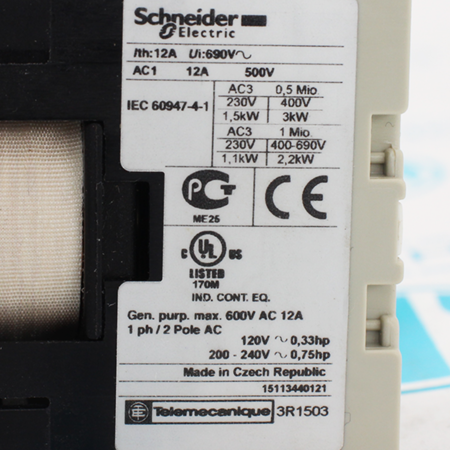 Schneider
Electric
Ith:12A Ui:690V~
AC1 12A 500V
IEC 60947-4-1
AC3 0,5 Mio
230V 400V
1,5kW 3kW
AC3 1 Mio.
230V 400-690V
1,1kW 2,2kW
PCT CE
ME25
C UL US
LISTED
170M
IND. CONT. EQ.
Gen. purp. max. 600V AC 12A
1 ph / 2 Pole AC
120V ~ 0,33hp
200 - 240V ~ 0,75hp
Made in Czech Republic
15113440121
Telemecanique 3R1503